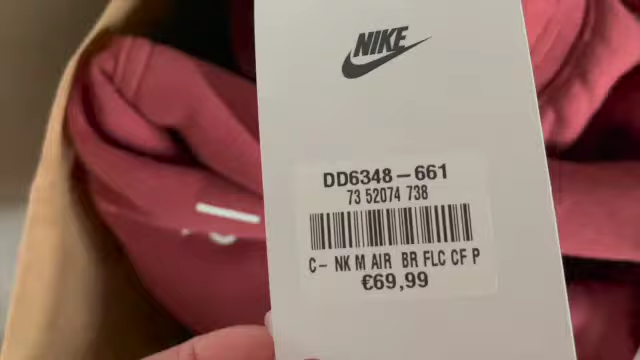 NIKE
DD6348-661
73 52074 738
C- NK M AIR BR FLC CF P
€69,99